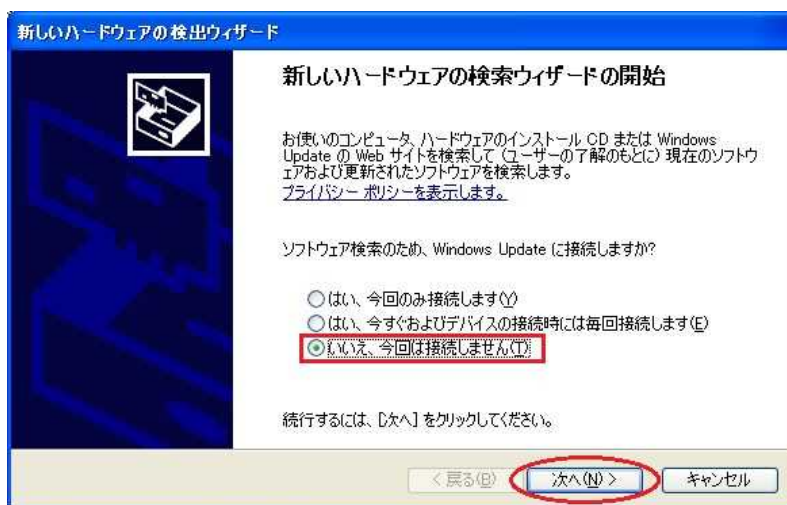 新しいハードウェアの検出ウィザード
新しいハードウェアの検索ウィザードの開始
お使いのコンピュータ、ハードウェアのインストール CD または Windows
Update の Web サイトを検索して (ユーザーの了解のもとに) 現在のソフトウ
ェアおよび更新されたソフトウェアを検索します。
プライバシー ポリシーを表示します。
ソフトウェア検索のため、Windows Update に接続しますか?
はい、今回のみ接続します(Y)
はい、今すぐおよびデバイスの接続時には毎回接続します(E)
いいえ、今回は接続しません(T)
続行するには、[次へ] をクリックしてください。
< 戻る(B) 次へ(N) > キャンセル